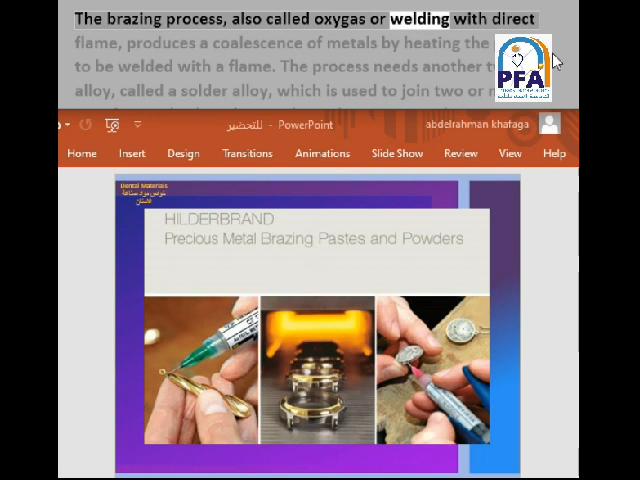 The brazing process, also called oxygas or welding with direct
flame, produces a coalescence of metals by heating the
to be welded with a flame. The process needs another
alloy, called a solder alloy, which is used to join two or
PFA
للتحضير - PowerPoint
abdelrahman khafaga
Home Insert Design Transitions Animations Slide Show Review View Help
Dental Materials
الاسنان
HILDERBRAND
Precious Metal Brazing Pastes and Powders